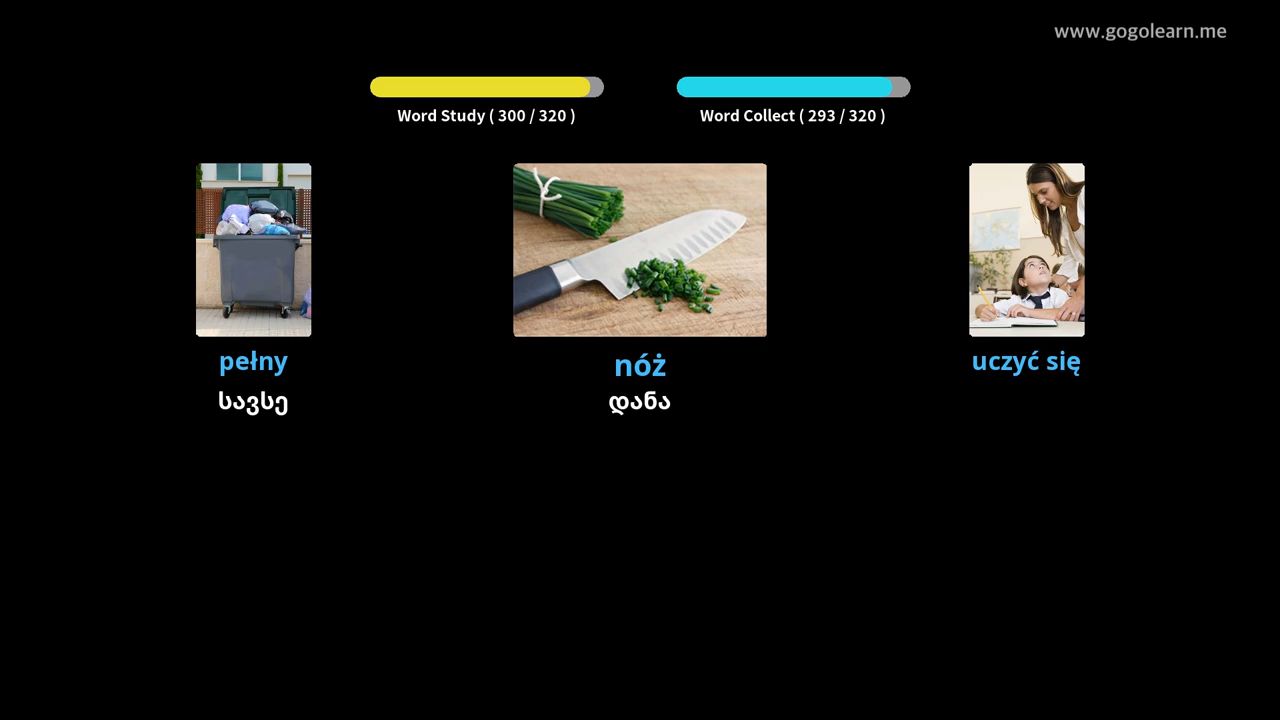 www.gogolearn.me
Word Study ( 300 / 320 )
Word Collect ( 293 / 320 )
pełny
nóż
uczyć się
სავსე
დანა